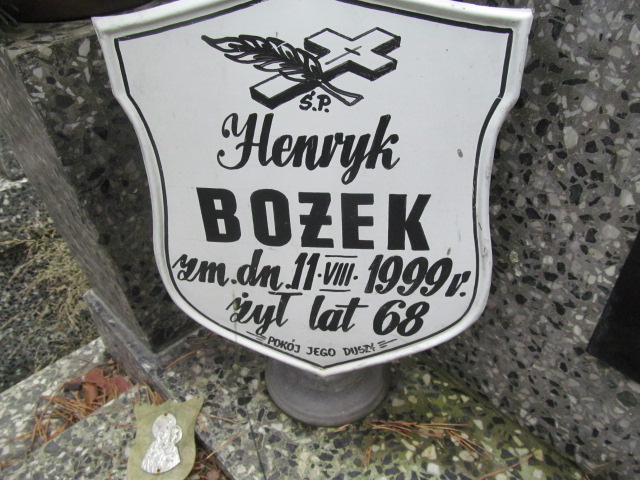 Ś.P.
Henryk
BOŻEK
zm. dn. 11·VIII·1999 r.
żył lat 68
POKÓJ JEGO DUSZY